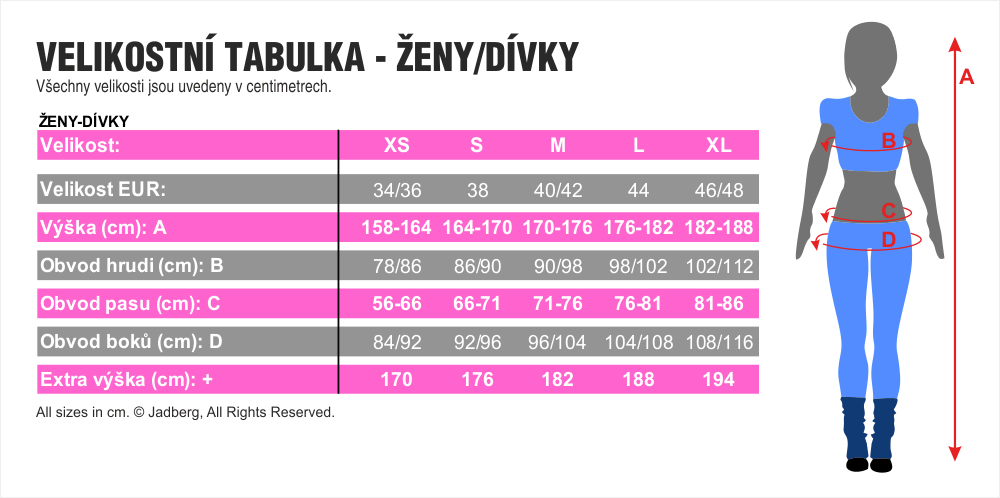 VELIKOSTNÍ TABULKA - ŽENY/DÍVKY
Všechny velikosti jsou uvedeny v centimetrech.
ŽENY-DÍVKY
Velikost: XS S M L XL
Velikost EUR: 34/36 38 40/42 44 46/48
Výška (cm): A 158-164 164-170 170-176 176-182 182-188
Obvod hrudi (cm): B 78/86 86/90 90/98 98/102 102/112
Obvod pasu (cm): C 56-66 66-71 71-76 76-81 81-86
Obvod boků (cm): D 84/92 92/96 96/104 104/108 108/116
Extra výška (cm): + 170 176 182 188 194
All sizes in cm. © Jadberg, All Rights Reserved.
A
B
C
D